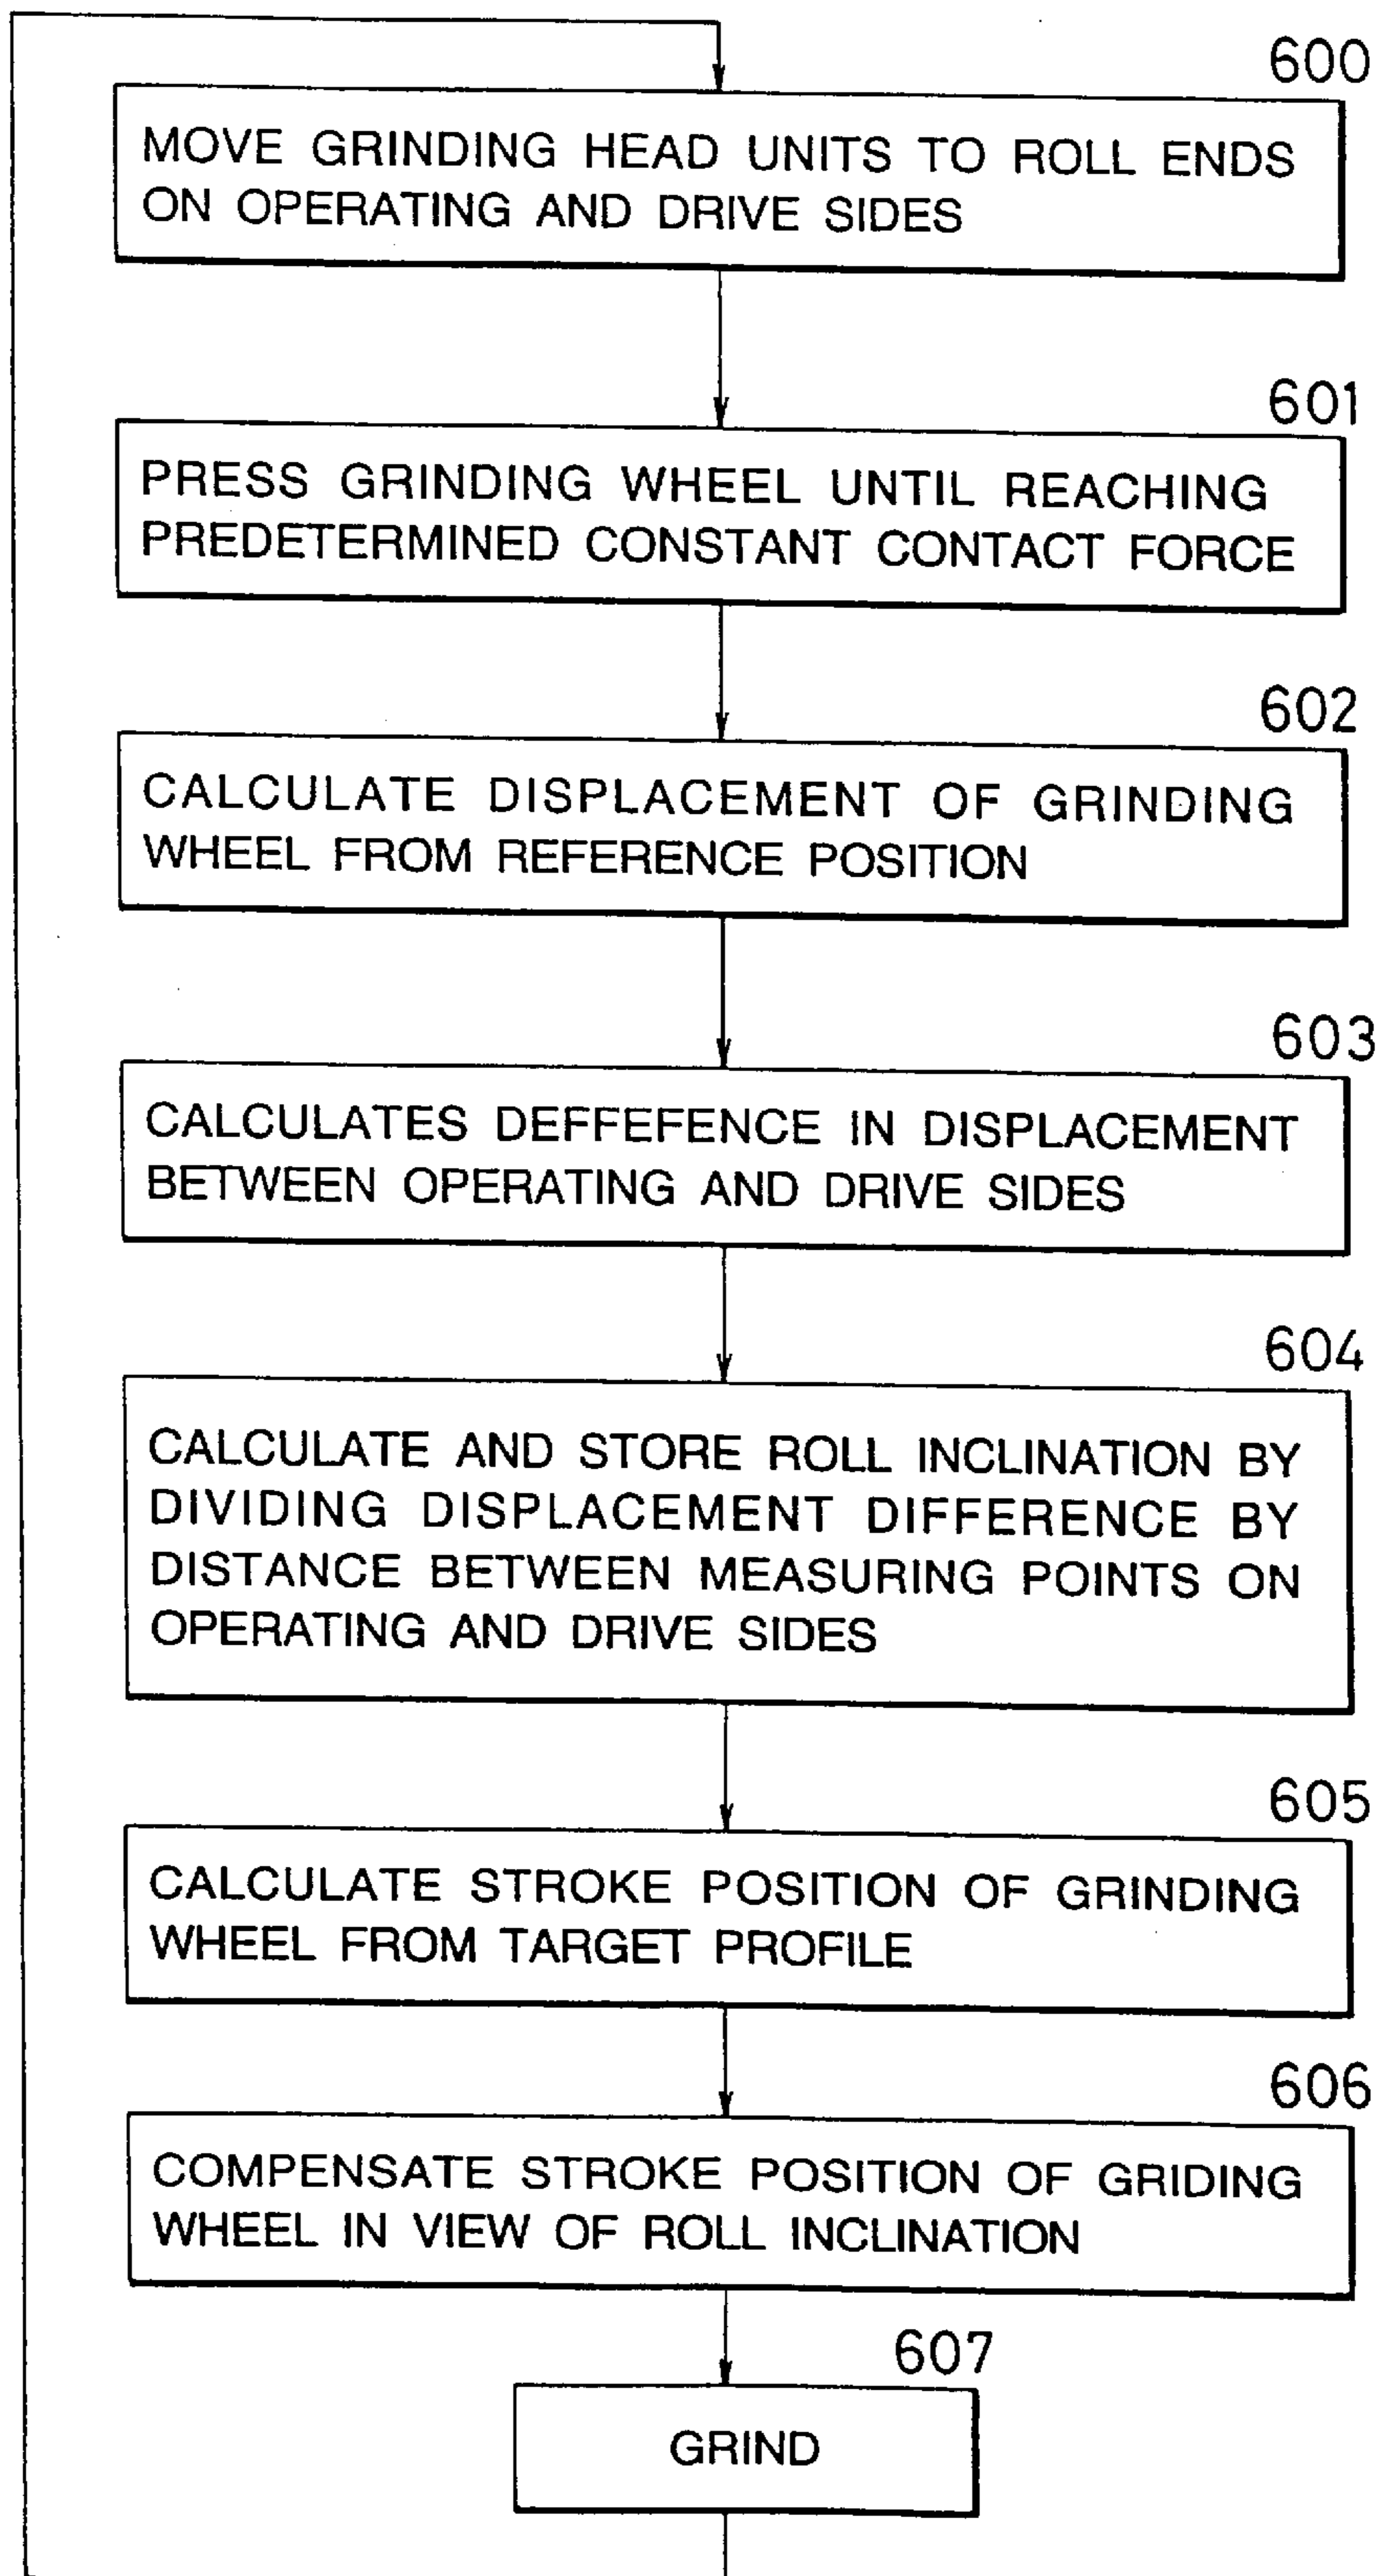 600
MOVE GRINDING HEAD UNITS TO ROLL ENDS
ON OPERATING AND DRIVE SIDES
601
PRESS GRINDING WHEEL UNTIL REACHING
PREDETERMINED CONSTANT CONTACT FORCE
602
CALCULATE DISPLACEMENT OF GRINDING
WHEEL FROM REFERENCE POSITION
603
CALCULATES DEFFEFENCE IN DISPLACEMENT
BETWEEN OPERATING AND DRIVE SIDES
604
CALCULATE AND STORE ROLL INCLINATION BY
DIVIDING DISPLACEMENT DIFFERENCE BY
DISTANCE BETWEEN MEASURING POINTS ON
OPERATING AND DRIVE SIDES
605
CALCULATE STROKE POSITION OF GRINDING
WHEEL FROM TARGET PROFILE
606
COMPENSATE STROKE POSITION OF GRIDING
WHEEL IN VIEW OF ROLL INCLINATION
607
GRIND